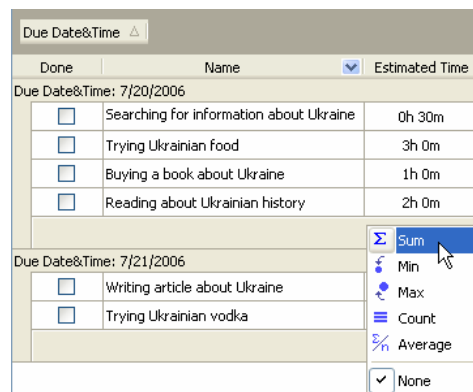 Due Date&Time
Done Name Estimated Time
Due Date&Time: 7/20/2006
Searching for information about Ukraine 0h 30m
Trying Ukrainian food 3h 0m
Buying a book about Ukraine 1h 0m
Reading about Ukrainian history 2h 0m
Σ Sum
Due Date&Time: 7/21/2006
Min
Writing article about Ukraine
Max
Trying Ukrainian vodka
Count
Σ/n Average
None